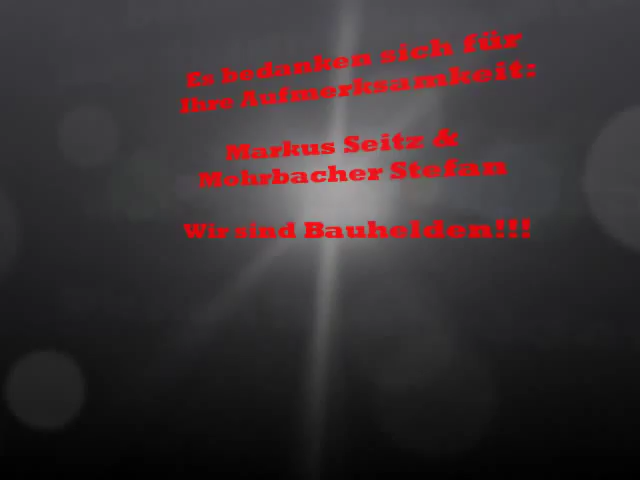 Es bedanken sich für
Ihre Aufmerksamkeit:
Markus Seitz &
Mohrbacher Stefan
Wir sind Bauhelden!!!